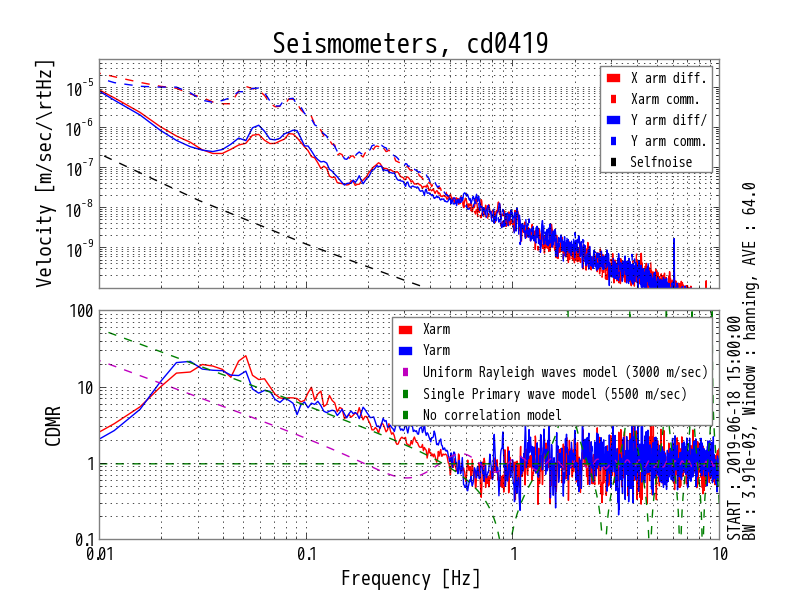 Seismometers, cd0419
Velocity [m/sec/\rtHz]
10-5
10-6
10-7
10-8
10-9
X arm diff.
Xarm comm.
Y arm diff/
Y arm comm.
Selfnoise
CDMR
100
10
1
0.1
Xarm
Yarm
Uniform Rayleigh waves model (3000 m/sec)
Single Primary wave model (5500 m/sec)
No correlation model
0.01
0.1
1
10
Frequency [Hz]
START : 2019-06-18 15:00:00
BW : 3.91e-03, Window : hanning, AVE : 64.0